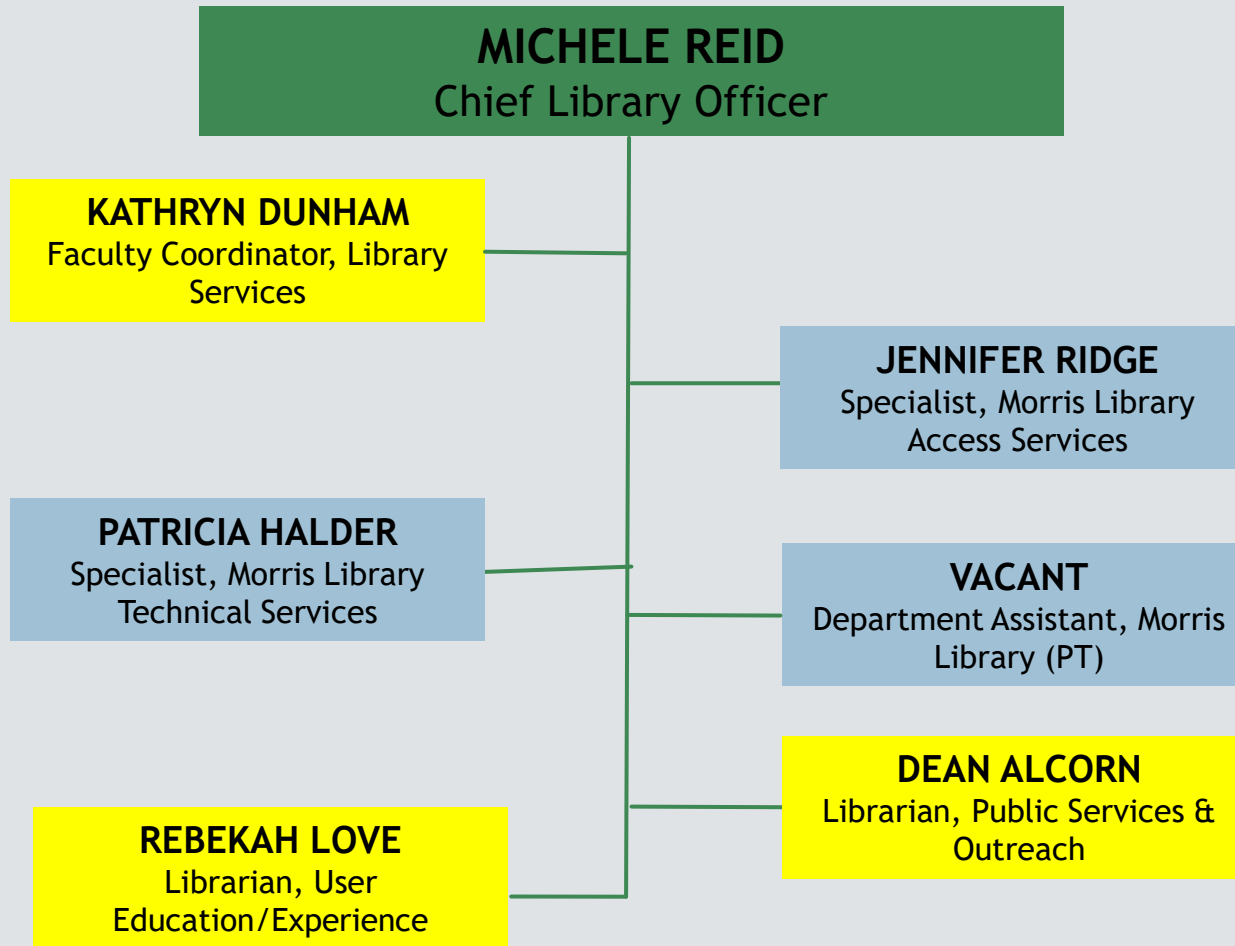 MICHELE REID
Chief Library Officer
KATHRYN DUNHAM
Faculty Coordinator, Library
Services
JENNIFER RIDGE
Specialist, Morris Library
Access Services
PATRICIA HALDER
Specialist, Morris Library
Technical Services
VACANT
Department Assistant, Morris
Library (PT)
DEAN ALCORN
Librarian, Public Services &
Outreach
REBEKAH LOVE
Librarian, User
Education/Experience